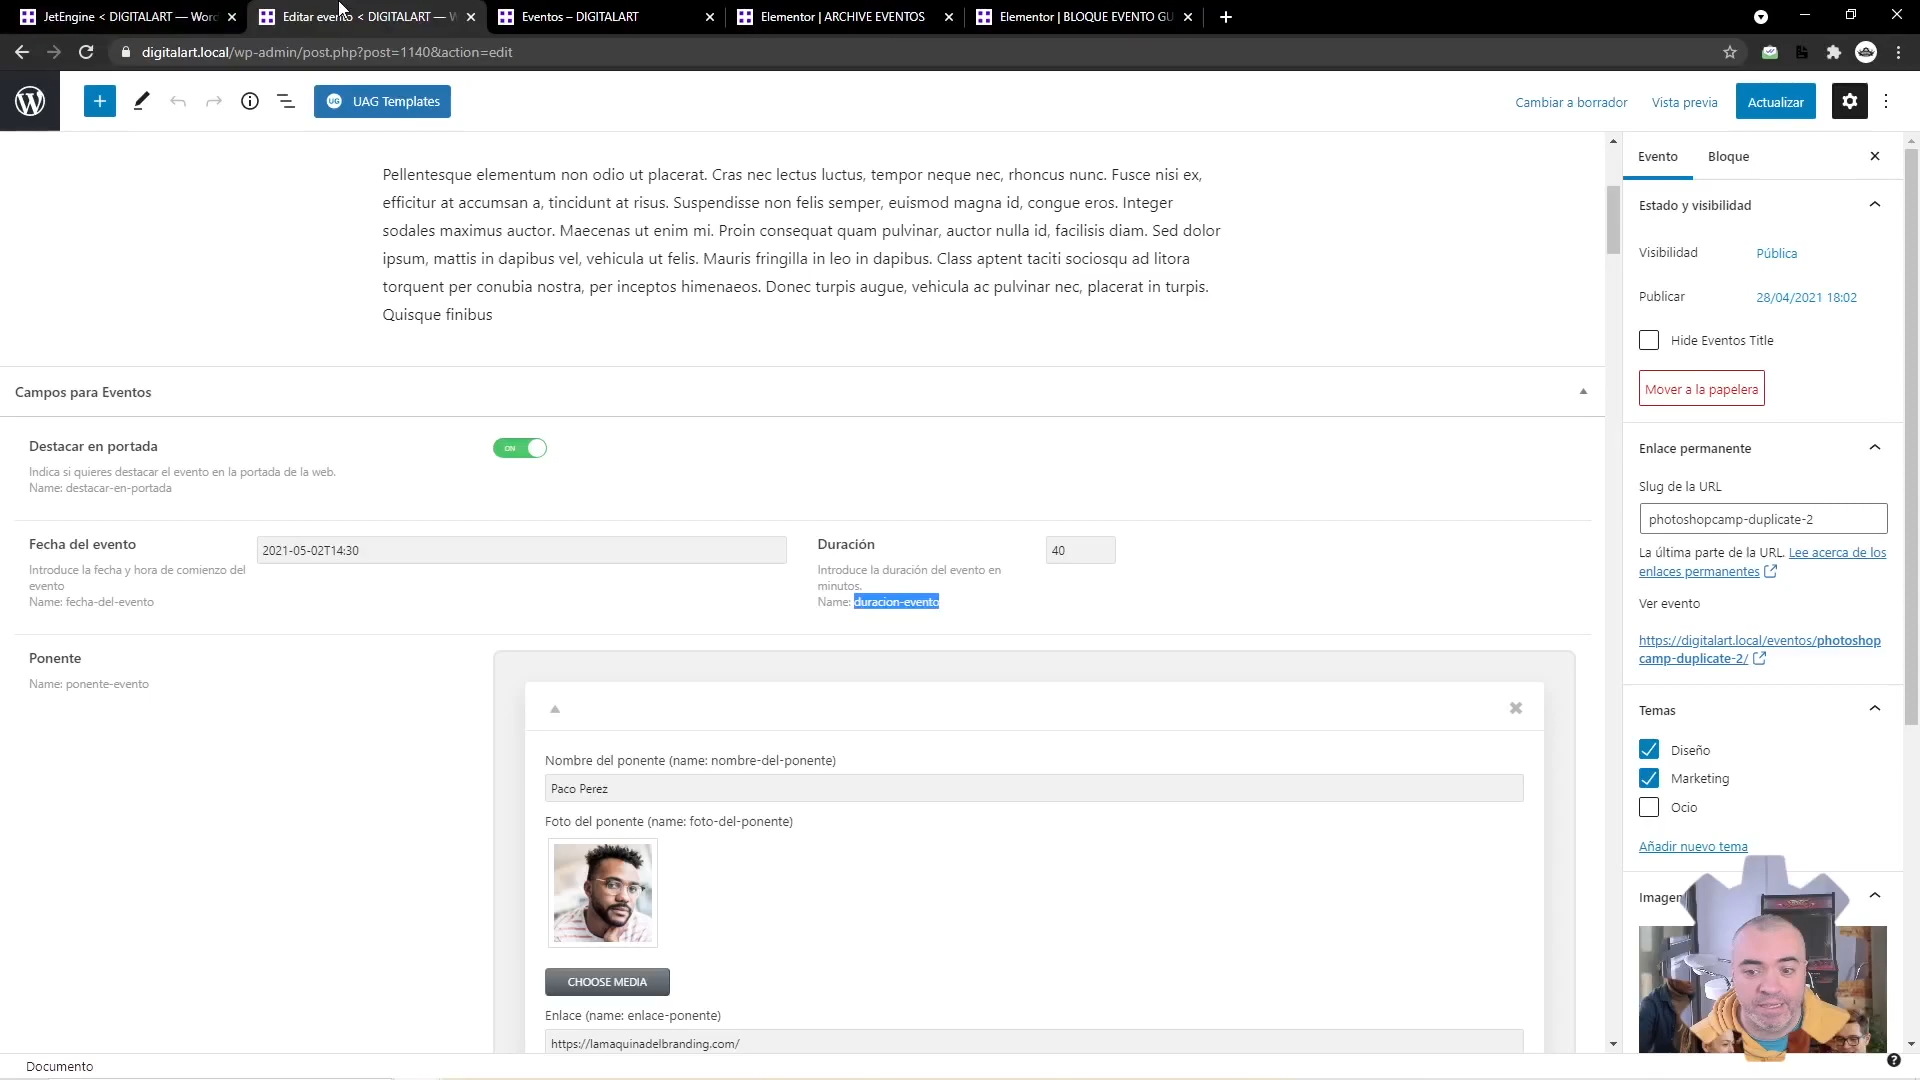 JetEngine < DIGITALART — Wor
Editar evento < DIGITALART — W
Eventos – DIGITALART
Elementor | ARCHIVE EVENTOS
Elementor | BLOQUE EVENTO GU
digitalart.local/wp-admin/post.php?post=1140&action=edit
UG UAG Templates
Cambiar a borrador
Vista previa
Actualizar
Pellentesque elementum non odio ut placerat. Cras nec lectus luctus, tempor neque nec, rhoncus nunc. Fusce nisi ex,
efficitur at accumsan a, tincidunt at risus. Suspendisse non felis semper, euismod magna id, congue eros. Integer
sodales maximus auctor. Maecenas ut enim mi. Proin consequat quam pulvinar, auctor nulla id, facilisis diam. Sed dolor
ipsum, mattis in dapibus vel, vehicula ut felis. Mauris fringilla in leo in dapibus. Class aptent taciti sociosqu ad litora
torquent per conubia nostra, per inceptos himenaeos. Donec turpis augue, vehicula ac pulvinar nec, placerat in turpis.
Quisque finibus
Campos para Eventos
Destacar en portada
ON
Indica si quieres destacar el evento en la portada de la web.
Name: destacar-en-portada
Fecha del evento
2021-05-02T14:30
Introduce la fecha y hora de comienzo del
evento
Name: fecha-del-evento
Duración
40
Introduce la duración del evento en
minutos.
Name: duracion-evento
Ponente
Name: ponente-evento
Nombre del ponente (name: nombre-del-ponente)
Paco Perez
Foto del ponente (name: foto-del-ponente)
CHOOSE MEDIA
Enlace (name: enlace-ponente)
https://lamaquinadelbranding.com/
Documento
Evento
Bloque
Estado y visibilidad
Visibilidad
Pública
Publicar
28/04/2021 18:02
Hide Eventos Title
Mover a la papelera
Enlace permanente
Slug de la URL
photoshopcamp-duplicate-2
La última parte de la URL. Lee acerca de los
enlaces permanentes
Ver evento
https://digitalart.local/eventos/photoshop
camp-duplicate-2/
Temas
Diseño
Marketing
Ocio
Añadir nuevo tema
Imagen